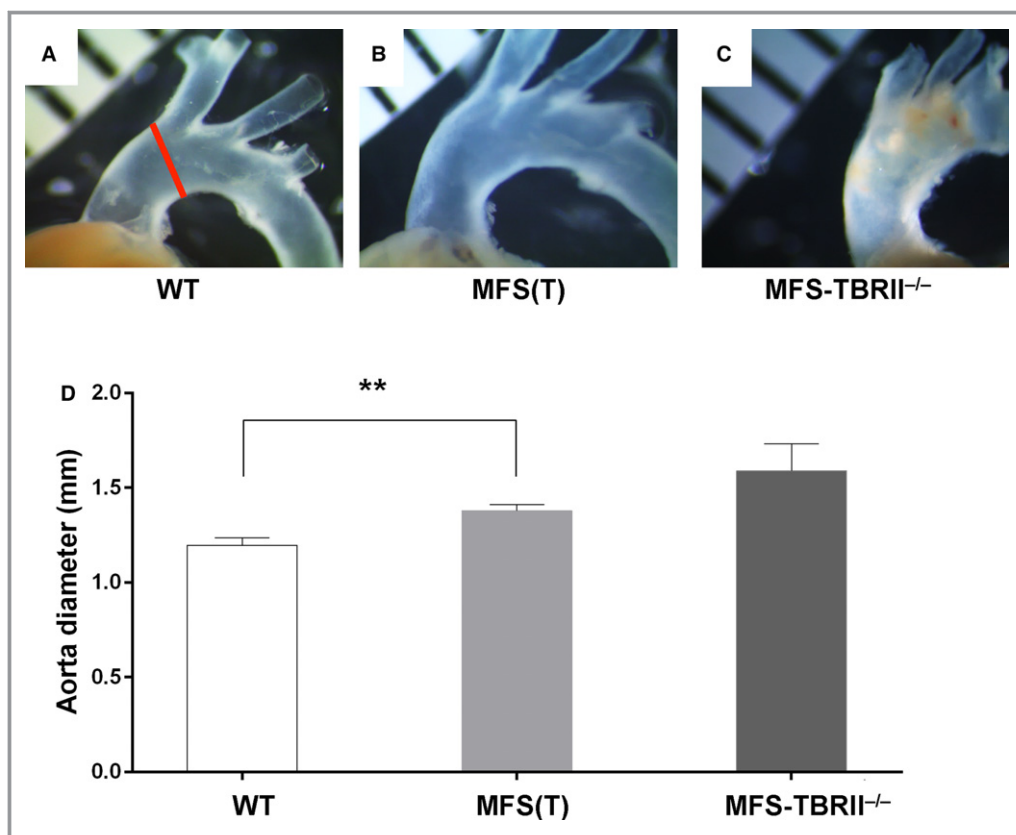 A
B
C
WT
MFS(T)
MFS-TBRII–/–
D
**
Aorta diameter (mm)
2.0
1.5
1.0
0.5
0.0
WT
MFS(T)
MFS-TBRII–/–